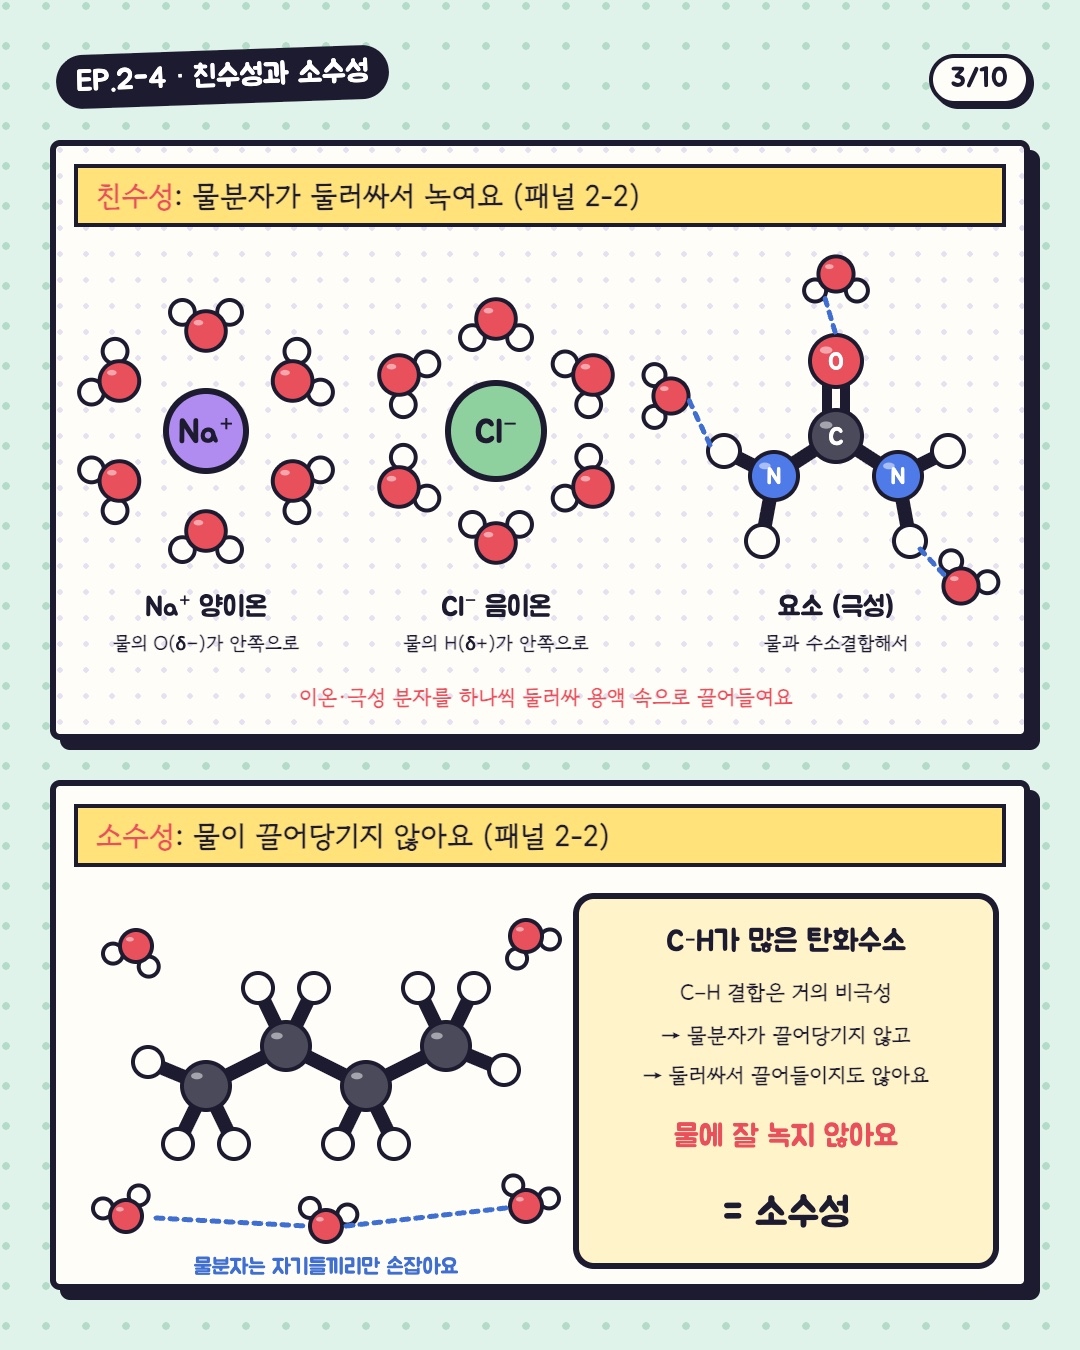 EP.2-4 · 친수성과 소수성
3/10
친수성: 물분자가 둘러싸서 녹여요 (패널 2-2)
O
C
N
N
Na⁺
Cl⁻
Na⁺ 양이온
물의 O(δ−)가 안쪽으로
Cl⁻ 음이온
물의 H(δ+)가 안쪽으로
요소 (극성)
물과 수소결합해서
이온·극성 분자를 하나씩 둘러싸 용액 속으로 끌어들여요
소수성: 물이 끌어당기지 않아요 (패널 2-2)
C-H가 많은 탄화수소
C−H 결합은 거의 비극성
→ 물분자가 끌어당기지 않고
→ 둘러싸서 끌어들이지도 않아요
물에 잘 녹지 않아요
= 소수성
물분자는 자기들끼리만 손잡아요